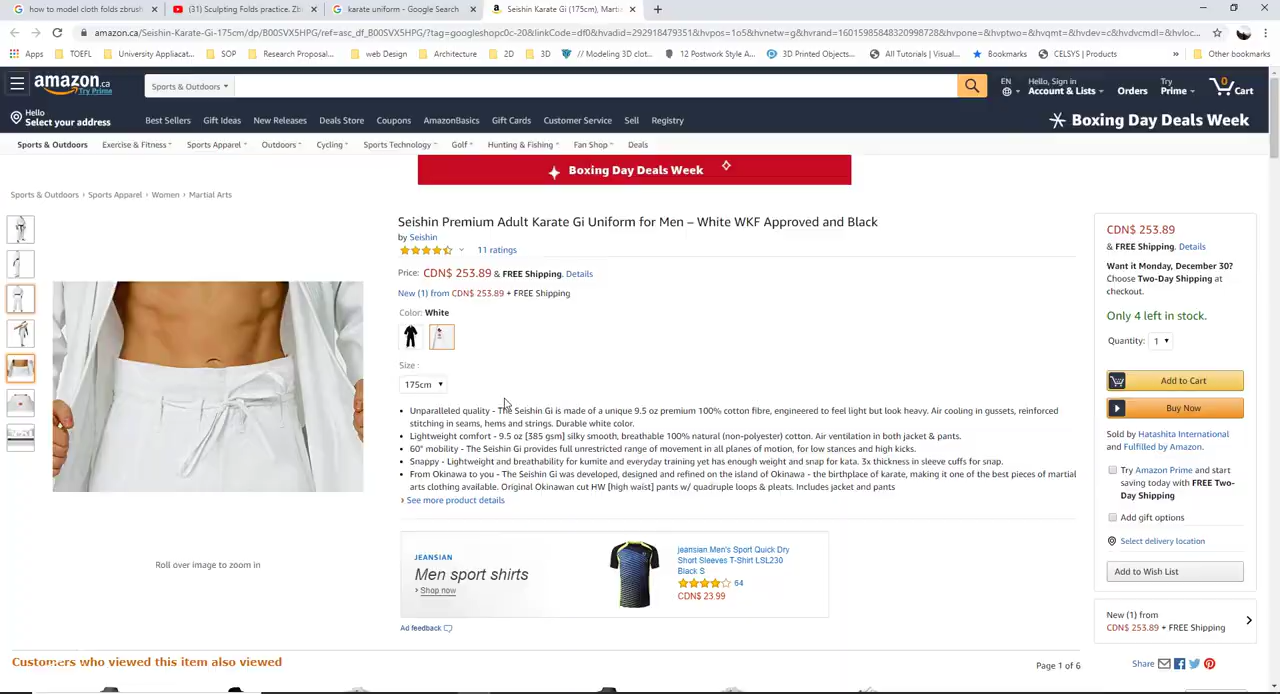 how to model cloth folds zbrush
(31) Sculpting Folds practice. Zb
karate uniform - Google Search
Seishin Karate Gi (175cm), Marti
amazon.ca/Seishin-Karate-Gi-175cm/dp/B00SVX5HPG/ref=asc_df_B00SVX5HPG/?tag=googleshopc0c-20&linkCode=df0&hvadid=292918479351&hvpos=1o5&hvnetw=g&hvrand=16015985848320998728&hvpone=&hvptwo=&hvqmt=&hvdev=c&hvdvcmdl=&hvloc...
Apps TOEFL University Applicat... SOP Research Proposal... web Design Architecture 2D 3D // Modeling 3D clot... 12 Postwork Style A... 3D Printed Objects... All Tutorials | Visual... Bookmarks CELSYS | Products » Other bookmarks
amazon.ca
Try Prime
Sports & Outdoors
EN
Hello, Sign in
Account & Lists
Orders
Try
Prime
0
Cart
Hello
Select your address
Best Sellers Gift Ideas New Releases Deals Store Coupons AmazonBasics Gift Cards Customer Service Sell Registry
Boxing Day Deals Week
Sports & Outdoors Exercise & Fitness Sports Apparel Outdoors Cycling Sports Technology Golf Hunting & Fishing Fan Shop Deals
Boxing Day Deals Week
Sports & Outdoors › Sports Apparel › Women › Martial Arts
Seishin Premium Adult Karate Gi Uniform for Men – White WKF Approved and Black
by Seishin
11 ratings
Price: CDN$ 253.89 & FREE Shipping. Details
New (1) from CDN$ 253.89 + FREE Shipping
Color: White
Size :
175cm
• Unparalleled quality - The Seishin Gi is made of a unique 9.5 oz premium 100% cotton fibre, engineered to feel light but look heavy. Air cooling in gussets, reinforced
stitching in seams, hems and strings. Durable white color.
• Lightweight comfort - 9.5 oz [385 gsm] silky smooth, breathable 100% natural (non-polyester) cotton. Air ventilation in both jacket & pants.
• 60° mobility - The Seishin Gi provides full unrestricted range of movement in all planes of motion, for low stances and high kicks.
• Snappy - Lightweight and breathability for kumite and everyday training yet has enough weight and snap for kata. 3x thickness in sleeve cuffs for snap.
• From Okinawa to you - The Seishin Gi was developed, designed and refined on the island of Okinawa - the birthplace of karate, making it one of the best pieces of martial
arts clothing available. Original Okinawan cut HW [high waist] pants w/ quadruple loops & pleats. Includes jacket and pants
› See more product details
Roll over image to zoom in
JEANSIAN
Men sport shirts
› Shop now
jeansian Men's Sport Quick Dry
Short Sleeves T-Shirt LSL230
Black S
64
CDN$ 23.99
Ad feedback
CDN$ 253.89
& FREE Shipping. Details
Want it Monday, December 30?
Choose Two-Day Shipping at
checkout.
Only 4 left in stock.
Quantity: 1
Add to Cart
Buy Now
Sold by Hatashita International
and Fulfilled by Amazon.
Try Amazon Prime and start
saving today with FREE Two-
Day Shipping
Add gift options
Select delivery location
Add to Wish List
New (1) from
CDN$ 253.89 + FREE Shipping
Share
Customers who viewed this item also viewed
Page 1 of 6